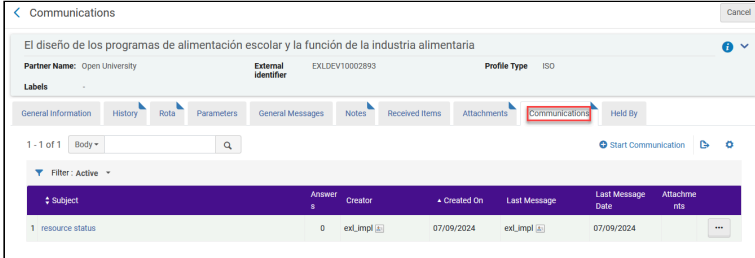 Communications
Cancel
El diseño de los programas de alimentación escolar y la función de la industria alimentaria
Partner Name: Open University External identifier EXLDEV10002893 Profile Type ISO
Labels -
General Information History Rota Parameters General Messages Notes Received Items Attachments Communications Held By
1 - 1 of 1 Body Start Communication
Filter : Active
Subject Answers Creator Created On Last Message Last Message Date Attachments
1 resource status 0 exl_impl 07/09/2024 exl_impl 07/09/2024